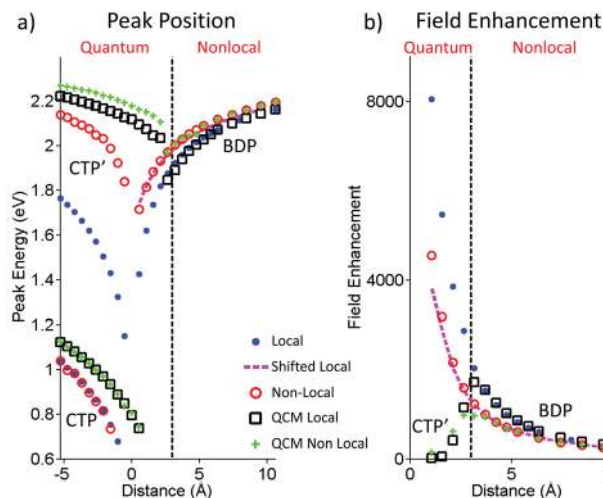 a) Peak Position
Quantum Nonlocal
Peak Energy (eV)
2.2
2
1.8
1.6
1.4
1.2
1
0.8
0.6
CTP'
BDP
CTP
Local
Shifted Local
Non-Local
QCM Local
QCM Non Local
-5 0 5 10
Distance (Å)
b) Field Enhancement
Quantum Nonlocal
Field Enhancement
8000
4000
0
CTP'
BDP
5
Distance (Å)